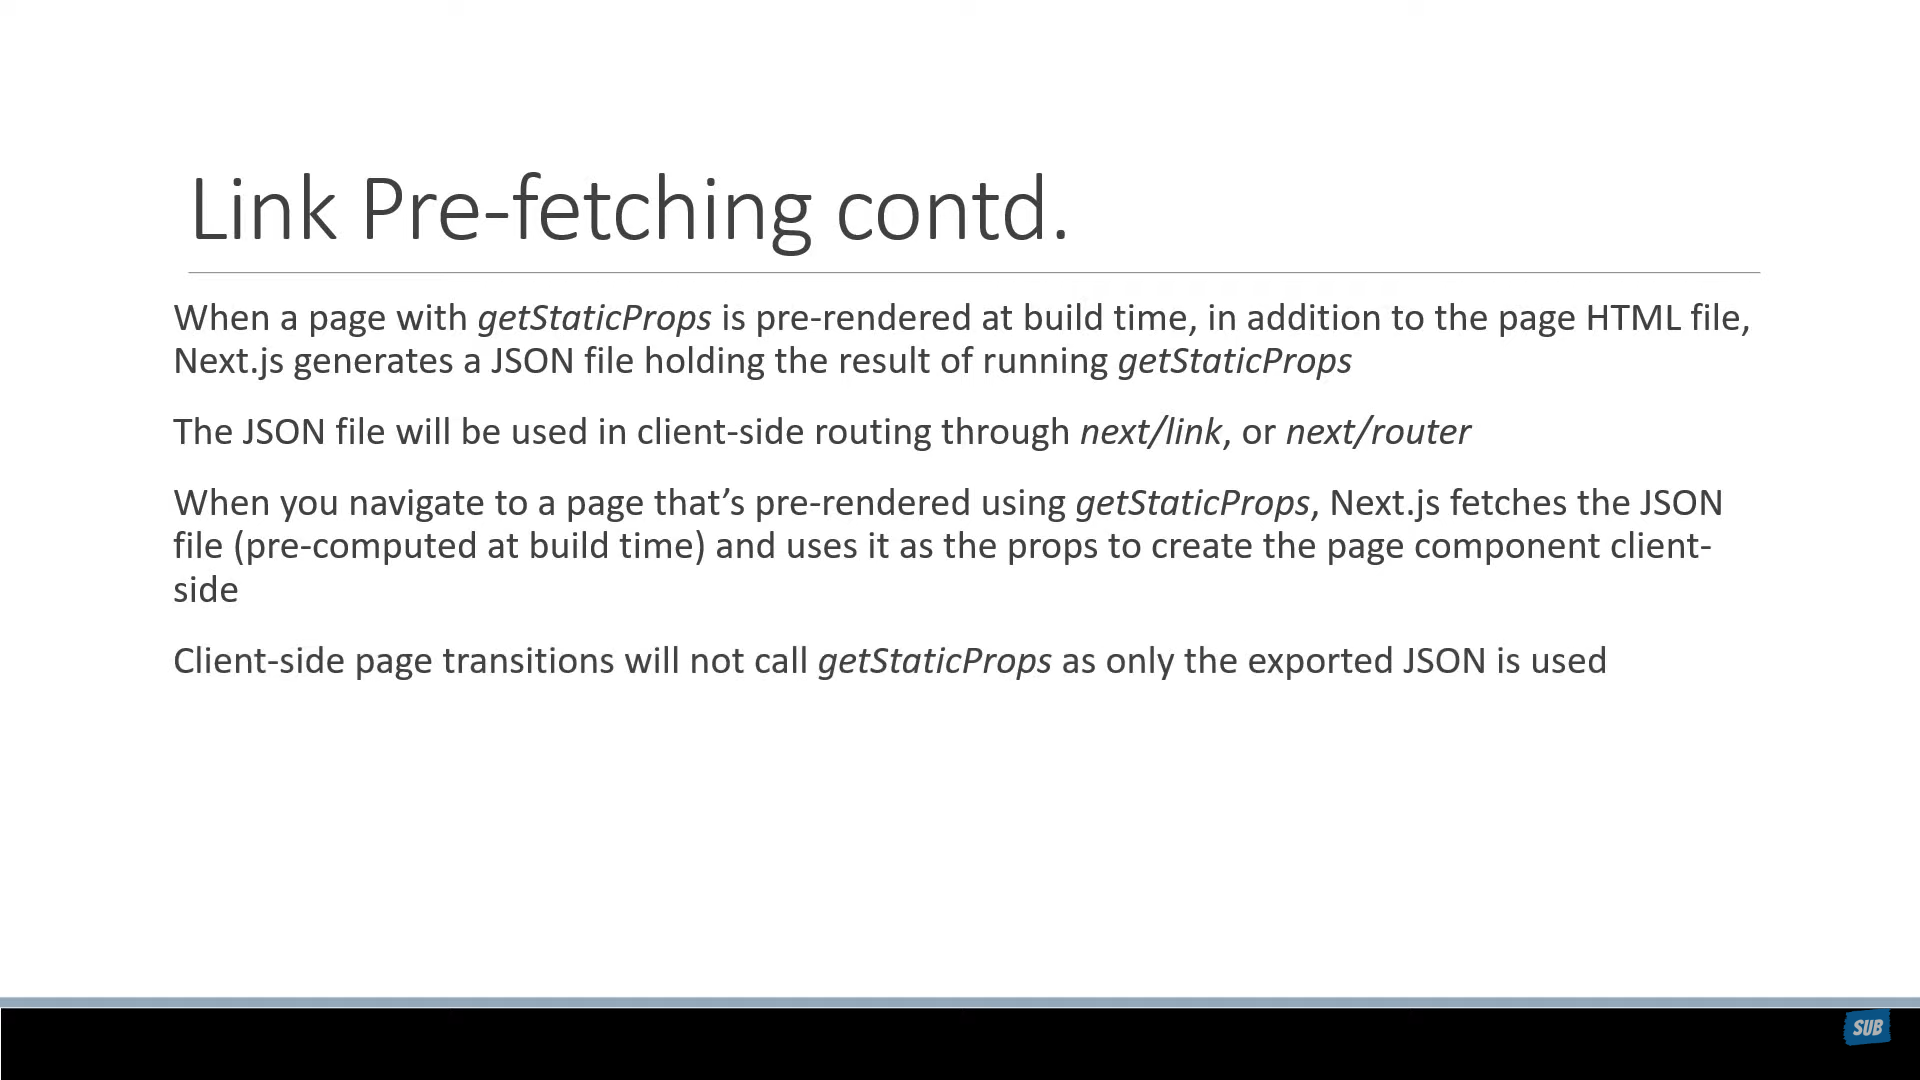 Link Pre-fetching contd.
When a page with getStaticProps is pre-rendered at build time, in addition to the page HTML file,
Next.js generates a JSON file holding the result of running getStaticProps
The JSON file will be used in client-side routing through next/link, or next/router
When you navigate to a page that’s pre-rendered using getStaticProps, Next.js fetches the JSON
file (pre-computed at build time) and uses it as the props to create the page component client-
side
Client-side page transitions will not call getStaticProps as only the exported JSON is used
SUB